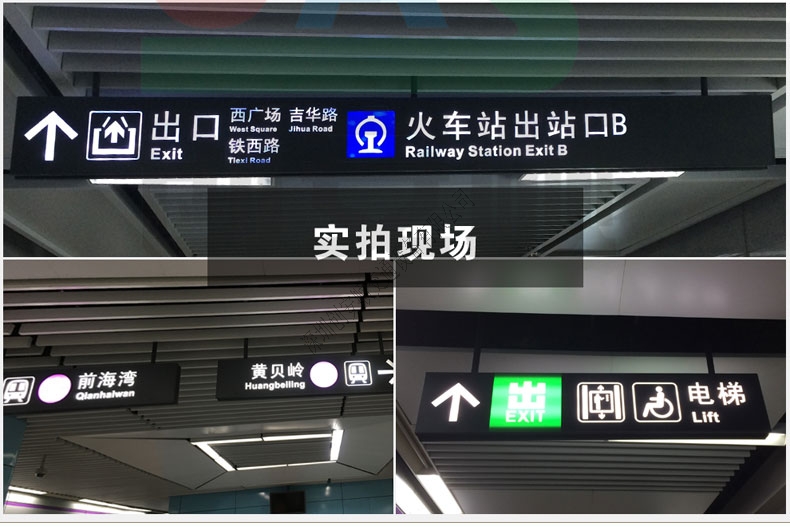 出口
Exit
西广场 吉华路
West Square Jihua Road
铁西路
Tiexi Road
火车站出站口B
Railway Station Exit B
实拍现场
前海湾
Qianhaiwan
黄贝岭
Huangbeiling
出
EXIT
电梯
Lift